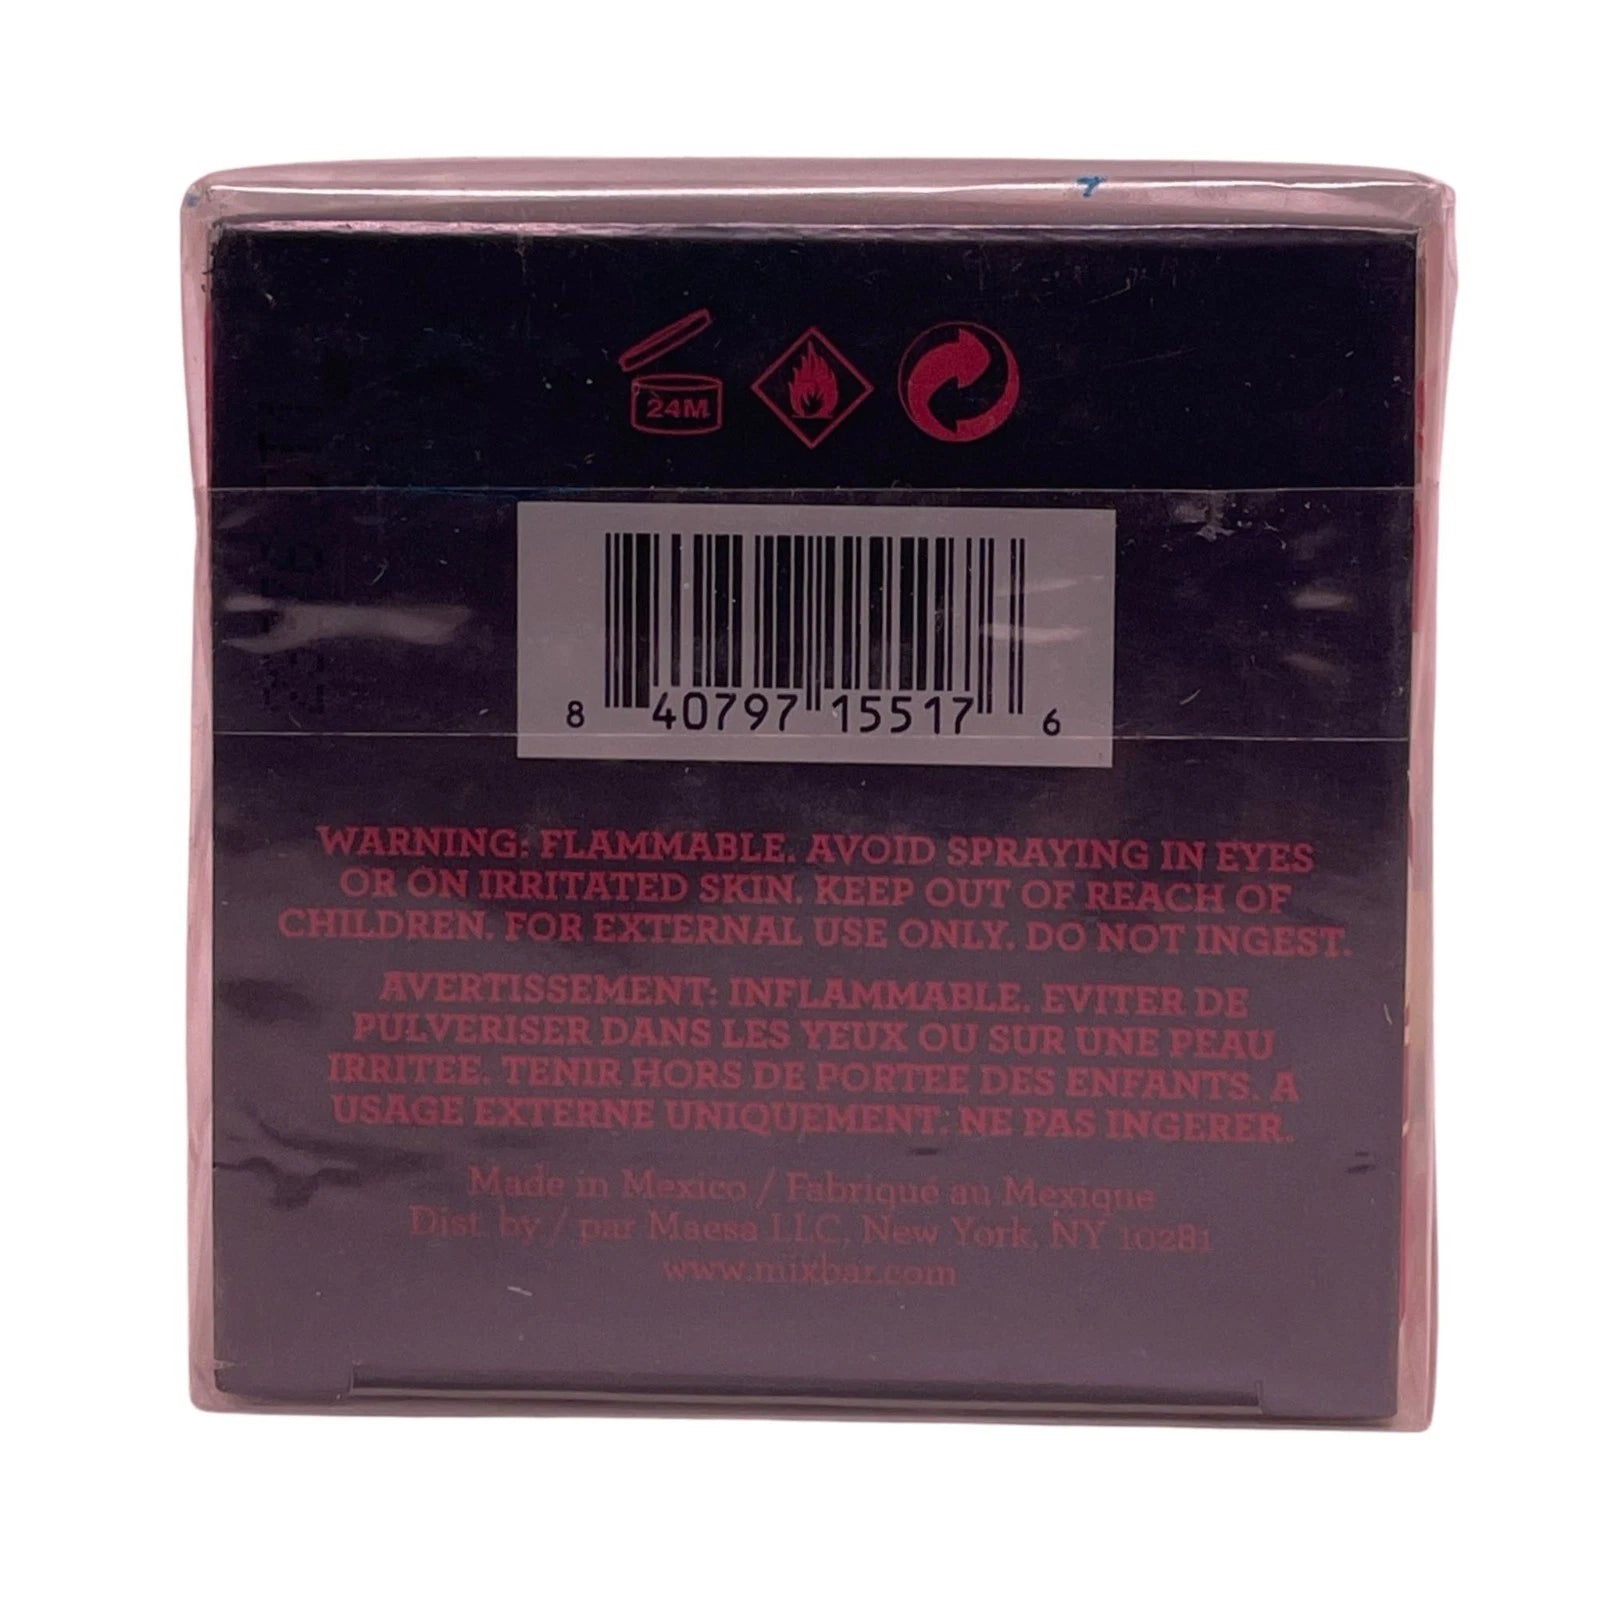 24M
8 40797 15517 6
WARNING: FLAMMABLE. AVOID SPRAYING IN EYES
OR ON IRRITATED SKIN. KEEP OUT OF REACH OF
CHILDREN. FOR EXTERNAL USE ONLY. DO NOT INGEST.
AVERTISSEMENT: INFLAMMABLE. EVITER DE
PULVERISER DANS LES YEUX OU SUR UNE PEAU
IRRITEE. TENIR HORS DE PORTEE DES ENFANTS. A
USAGE EXTERNE UNIQUEMENT. NE PAS INGERER.
Made in Mexico / Fabriqué au Mexique
Dist. by / par Maesa LLC, New York, NY 10281
www.mixbar.com